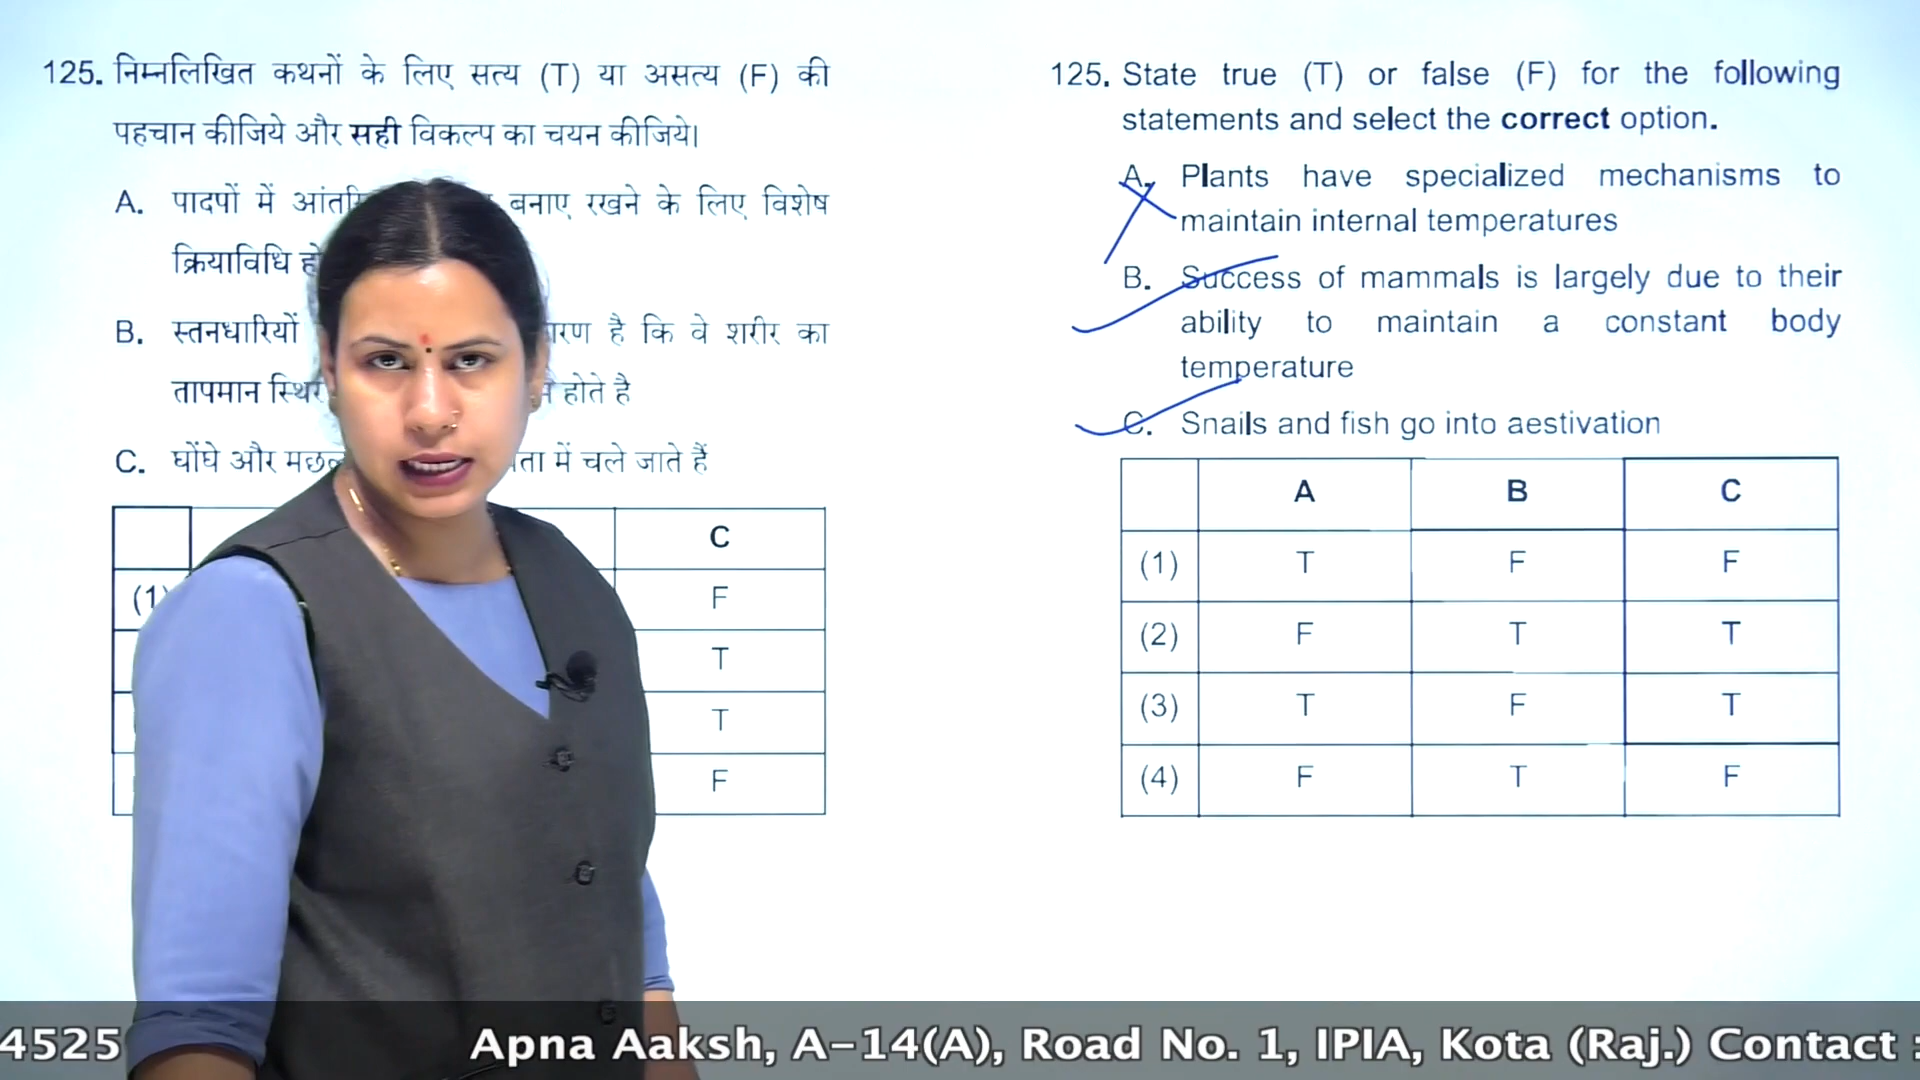 125. निम्नलिखित कथनों के लिए सत्य (T) या असत्य (F) की
पहचान कीजिये और सही विकल्प का चयन कीजिये।
A. पादपों में बनाए रखने के लिए विशेष
क्रियाविधि
B. स्तनधारियों है कि वे शरीर का
तापमान होते है
C. घोंघे और में चले जाते हैं
C
(1) F
T
T
F
125. State true (T) or false (F) for the following
statements and select the correct option.
A. Plants have specialized mechanisms to
maintain internal temperatures
B. Success of mammals is largely due to their
ability to maintain a constant body
temperature
C. Snails and fish go into aestivation
A B C
(1) T F F
(2) F T T
(3) T F T
(4) F T F
4525 Apna Aaksh, A-14(A), Road No. 1, IPIA, Kota (Raj.) Contact :